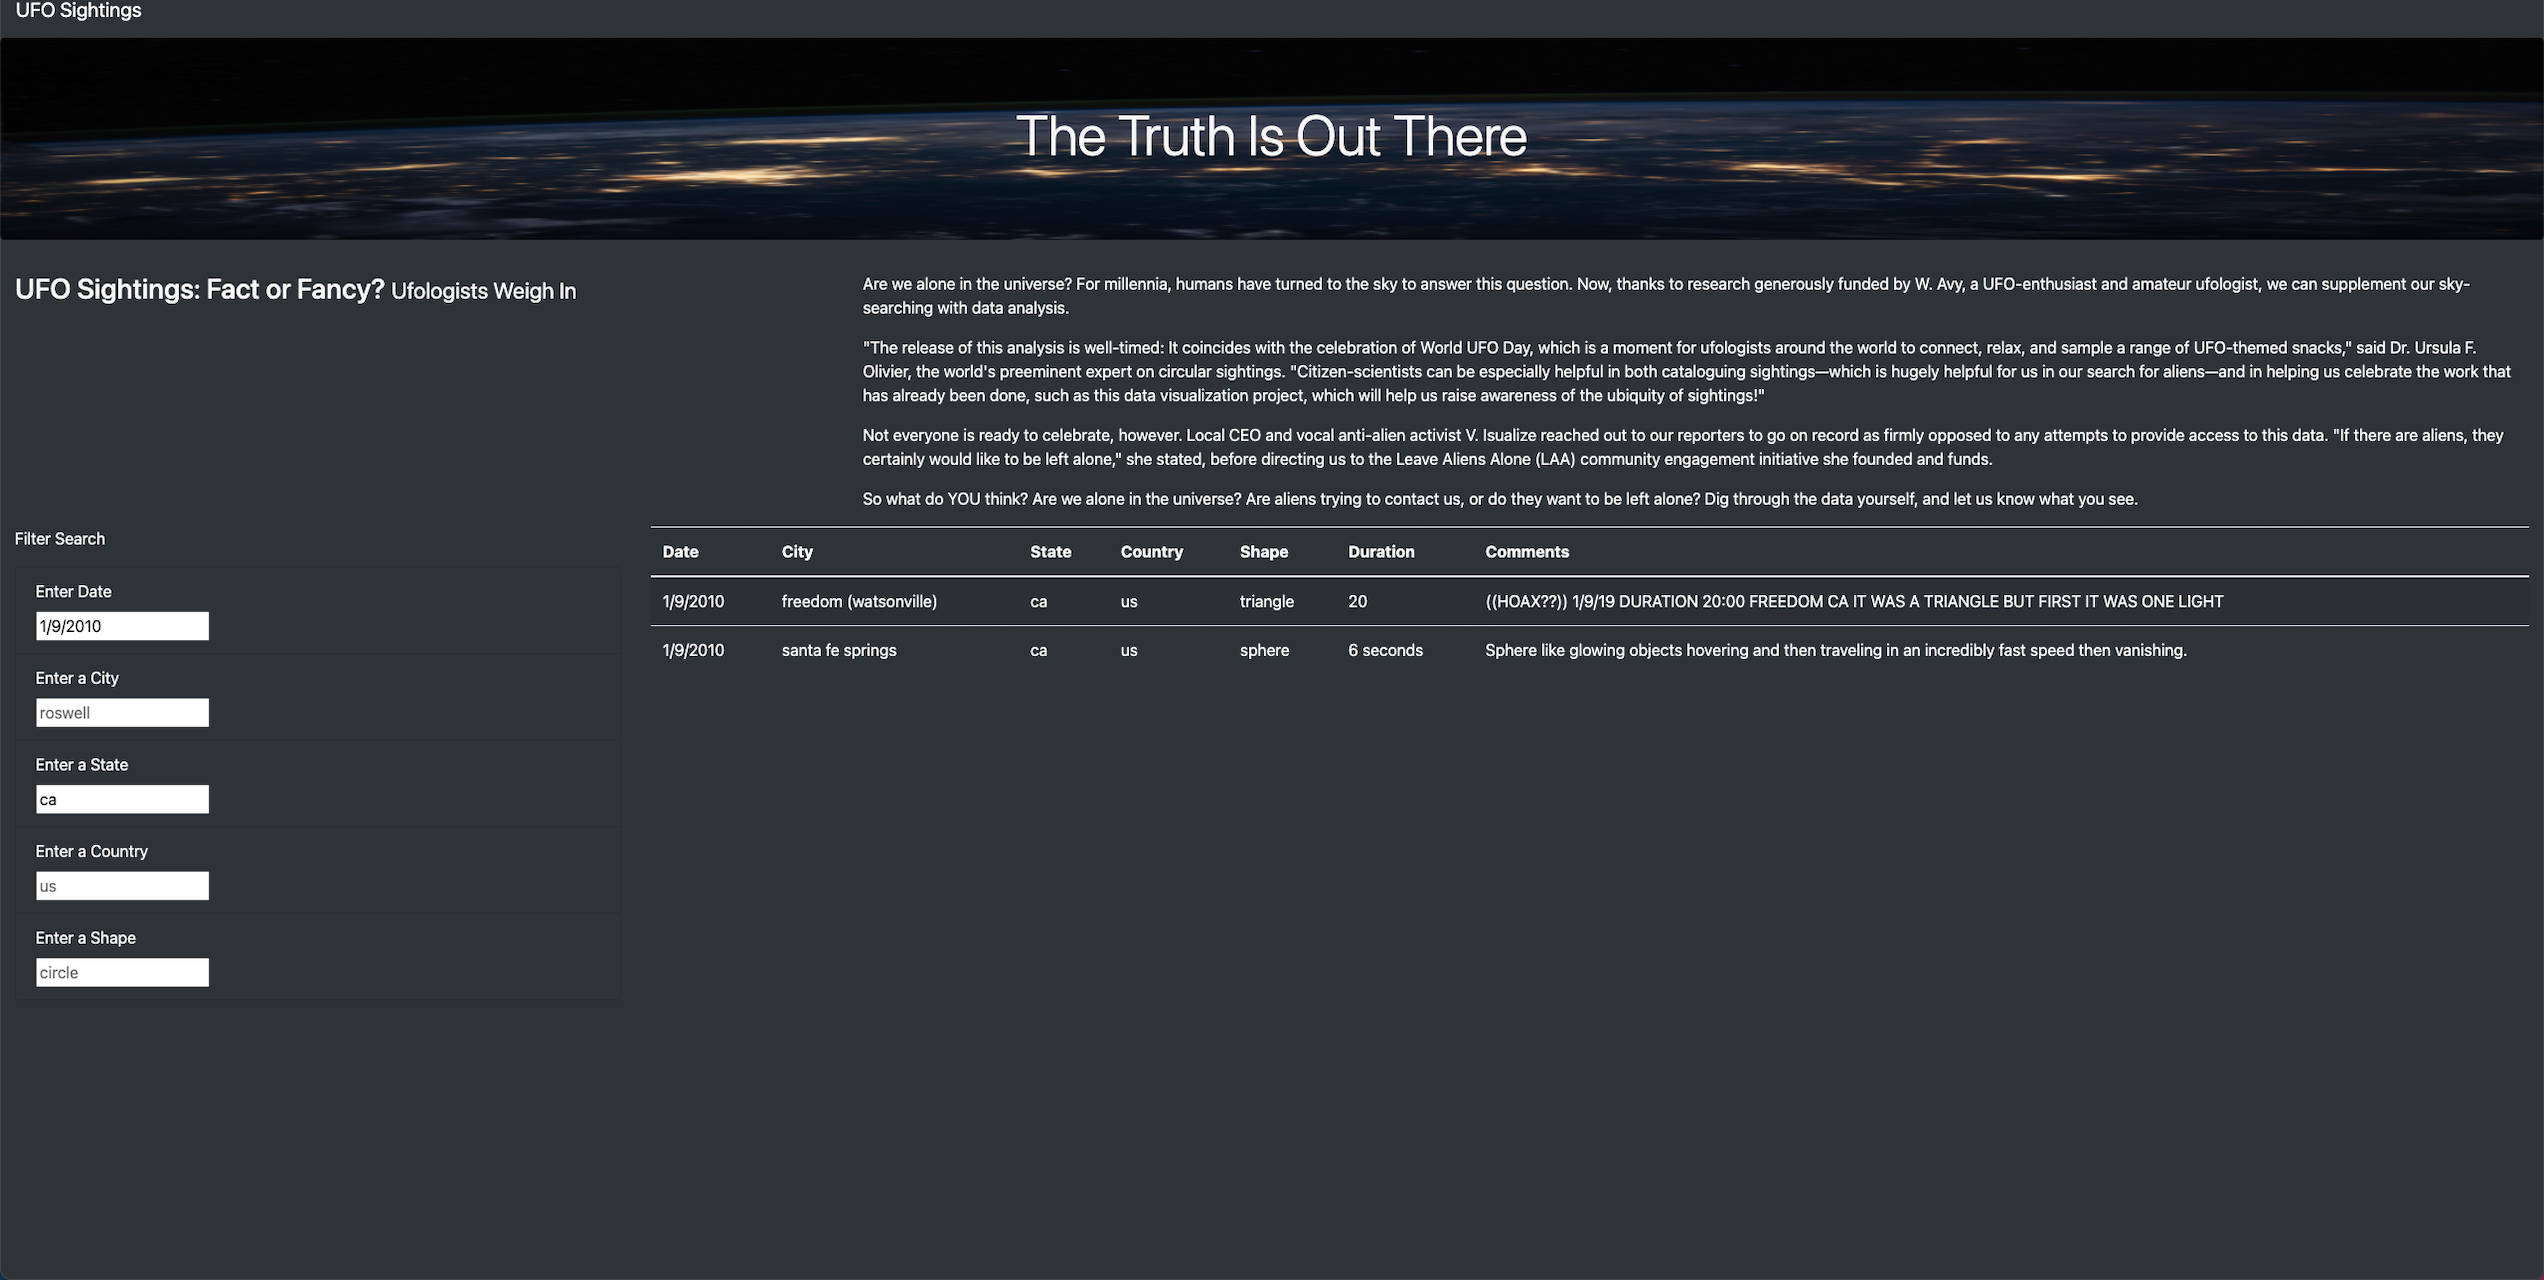 UFO Sightings
The Truth Is Out There
UFO Sightings: Fact or Fancy? Ufologists Weigh In
Are we alone in the universe? For millennia, humans have turned to the sky to answer this question. Now, thanks to research generously funded by W. Avy, a UFO-enthusiast and amateur ufologist, we can supplement our sky-
searching with data analysis.
"The release of this analysis is well-timed: It coincides with the celebration of World UFO Day, which is a moment for ufologists around the world to connect, relax, and sample a range of UFO-themed snacks," said Dr. Ursula F.
Olivier, the world's preeminent expert on circular sightings. "Citizen-scientists can be especially helpful in both cataloguing sightings—which is hugely helpful for us in our search for aliens—and in helping us celebrate the work that
has already been done, such as this data visualization project, which will help us raise awareness of the ubiquity of sightings!"
Not everyone is ready to celebrate, however. Local CEO and vocal anti-alien activist V. Isualize reached out to our reporters to go on record as firmly opposed to any attempts to provide access to this data. "If there are aliens, they
certainly would like to be left alone," she stated, before directing us to the Leave Aliens Alone (LAA) community engagement initiative she founded and funds.
So what do YOU think? Are we alone in the universe? Are aliens trying to contact us, or do they want to be left alone? Dig through the data yourself, and let us know what you see.
Filter Search
Enter Date
1/9/2010
Enter a City
roswell
Enter a State
ca
Enter a Country
us
Enter a Shape
circle
Date City State Country Shape Duration Comments
1/9/2010 freedom (watsonville) ca us triangle 20 ((HOAX??)) 1/9/19 DURATION 20:00 FREEDOM CA IT WAS A TRIANGLE BUT FIRST IT WAS ONE LIGHT
1/9/2010 santa fe springs ca us sphere 6 seconds Sphere like glowing objects hovering and then traveling in an incredibly fast speed then vanishing.